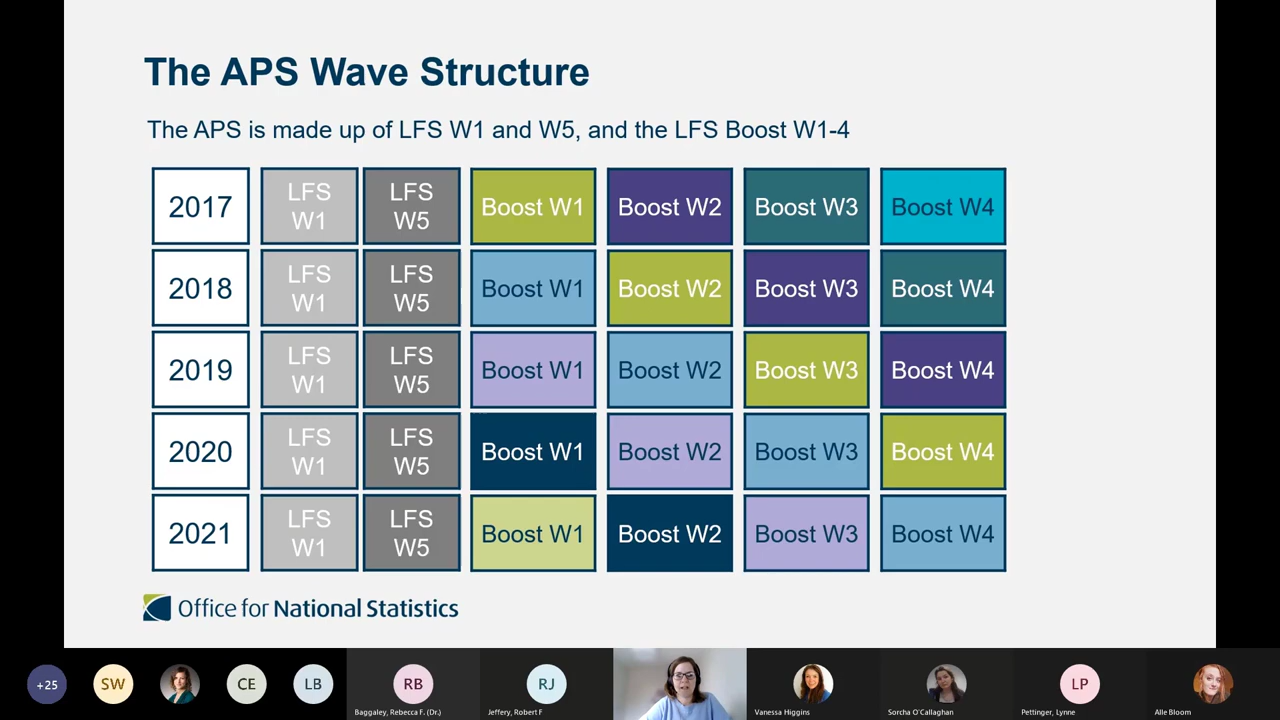 The APS Wave Structure
The APS is made up of LFS W1 and W5, and the LFS Boost W1-4
2017 LFS W1 LFS W5 Boost W1 Boost W2 Boost W3 Boost W4
2018 LFS W1 LFS W5 Boost W1 Boost W2 Boost W3 Boost W4
2019 LFS W1 LFS W5 Boost W1 Boost W2 Boost W3 Boost W4
2020 LFS W1 LFS W5 Boost W1 Boost W2 Boost W3 Boost W4
2021 LFS W1 LFS W5 Boost W1 Boost W2 Boost W3 Boost W4
Office for National Statistics
+25 SW CE LB RB RJ LP
Baggaley, Rebecca F. (Dr.) Jeffery, Robert F Vanessa Higgins Sorcha O'Callaghan Pettinger, Lynne Alle Bloom